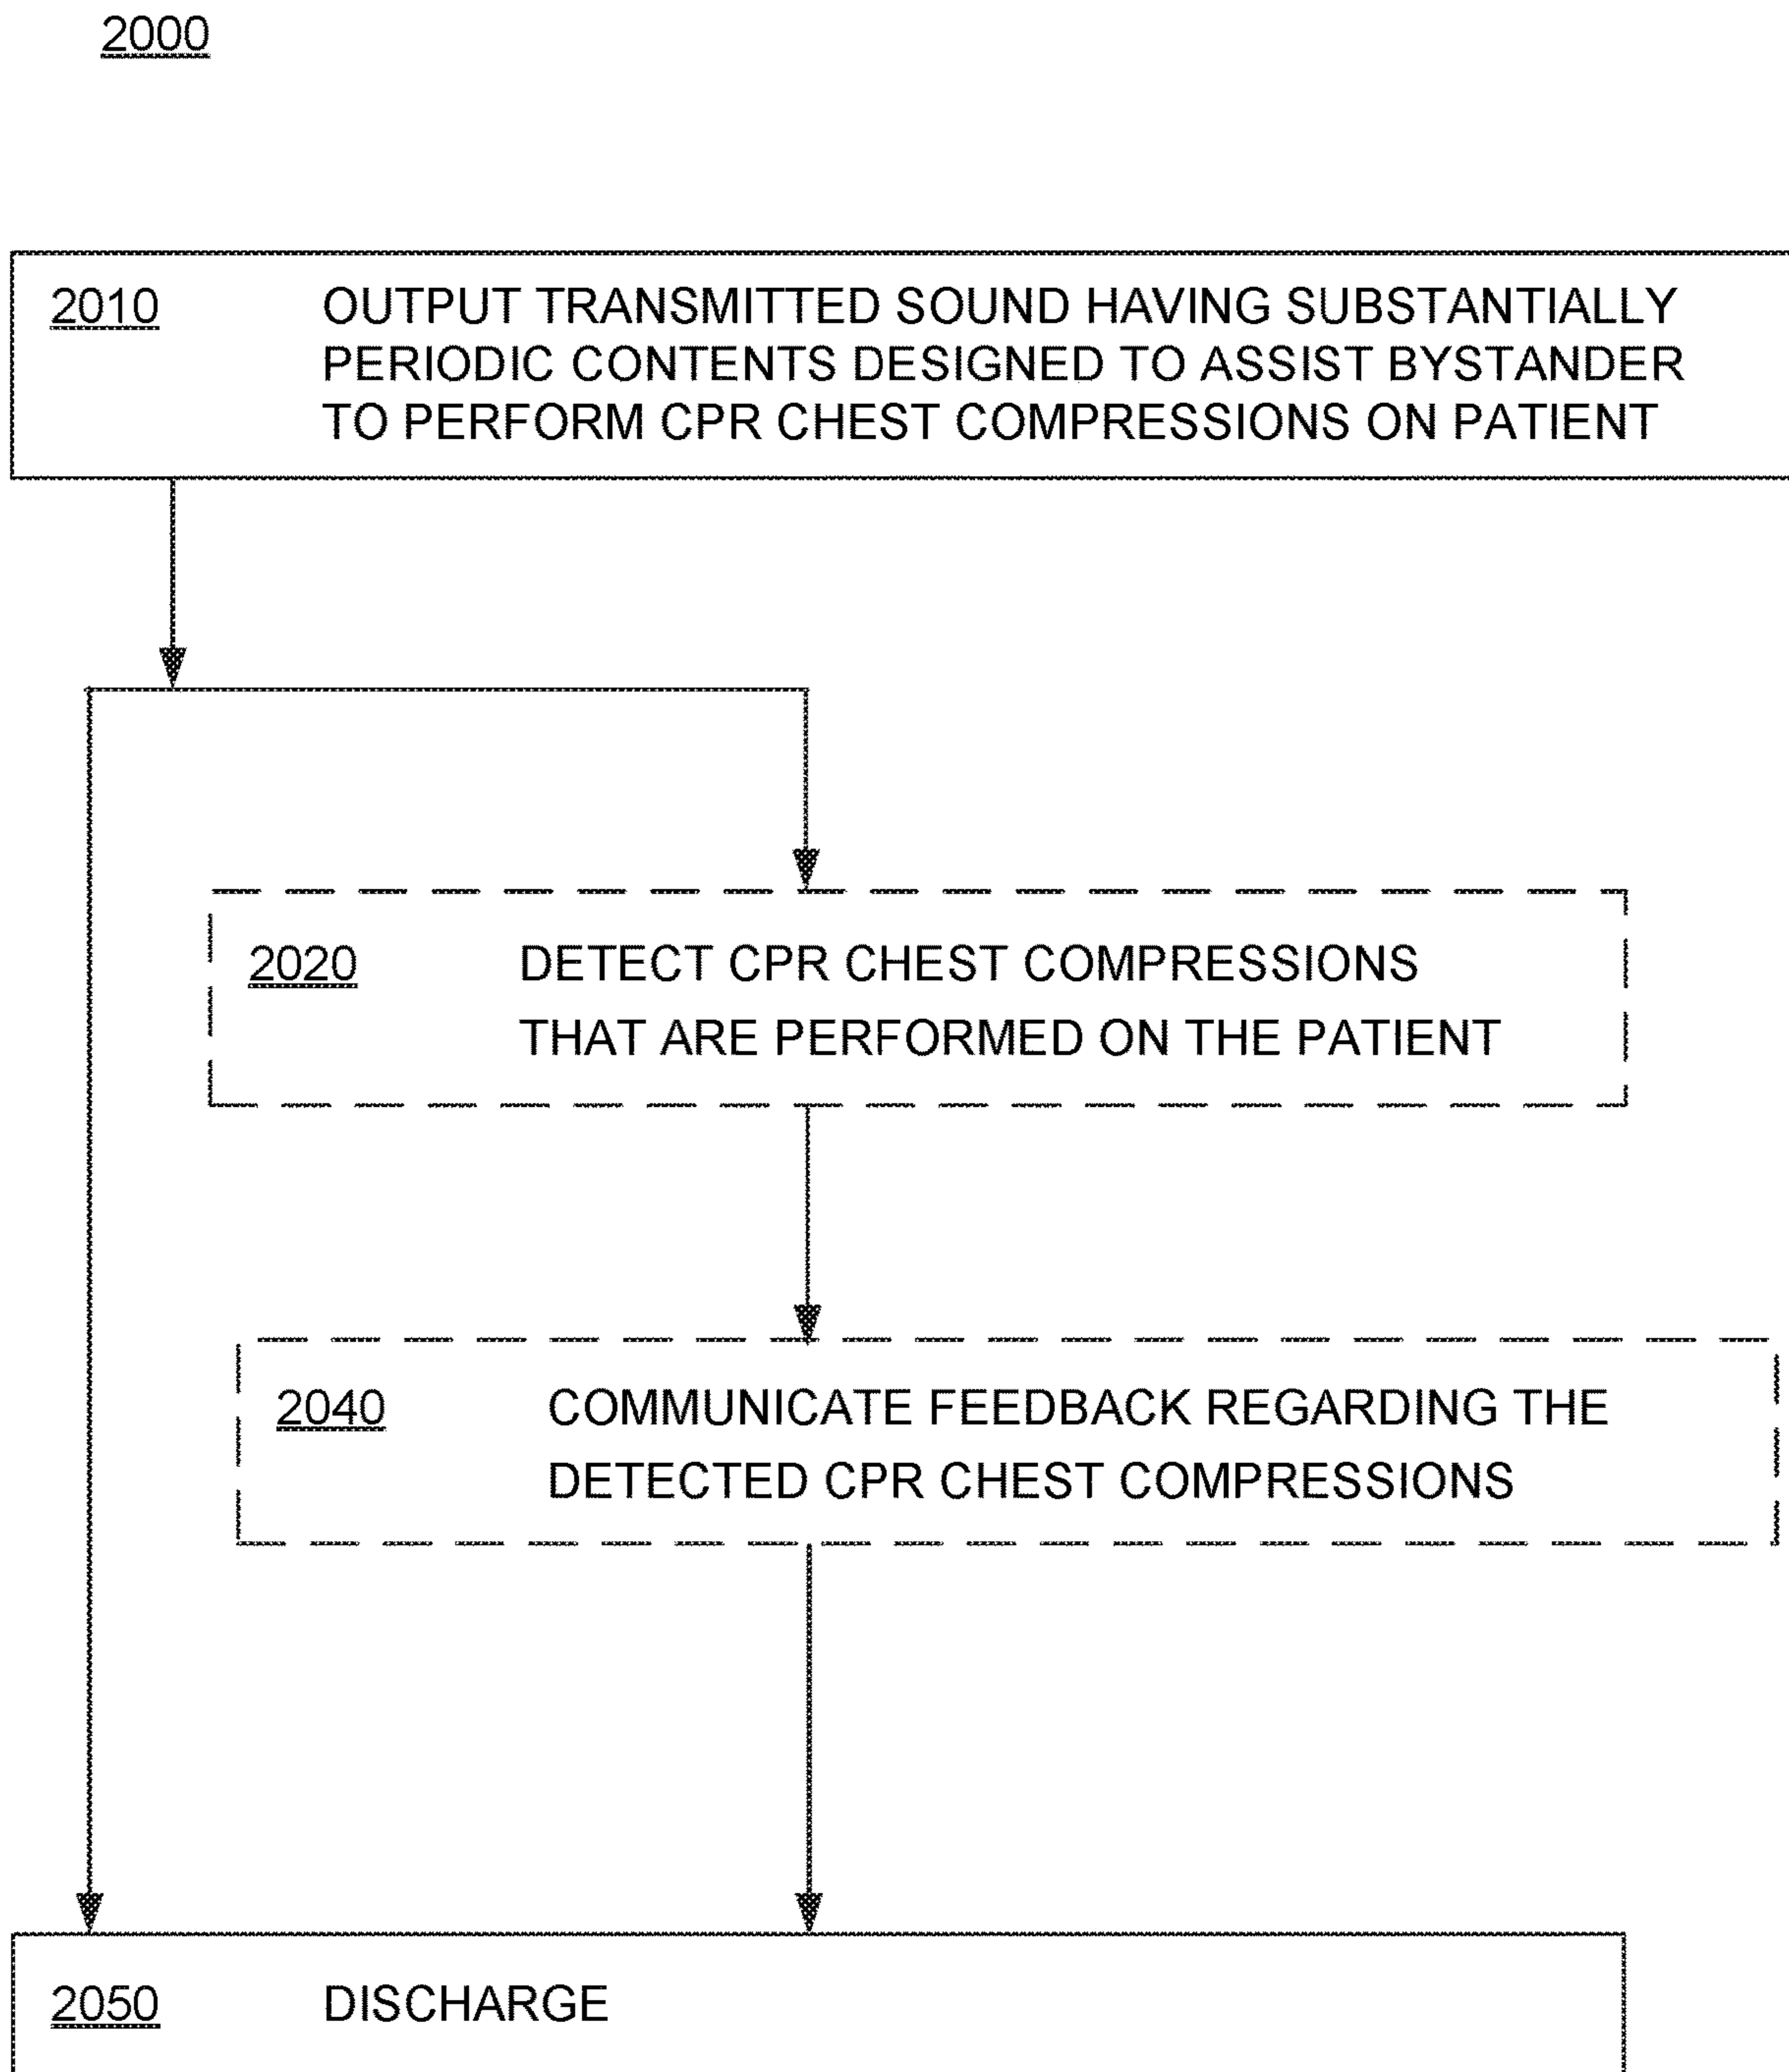 2000
2010 OUTPUT TRANSMITTED SOUND HAVING SUBSTANTIALLY
PERIODIC CONTENTS DESIGNED TO ASSIST BYSTANDER
TO PERFORM CPR CHEST COMPRESSIONS ON PATIENT
2020 DETECT CPR CHEST COMPRESSIONS
THAT ARE PERFORMED ON THE PATIENT
2040 COMMUNICATE FEEDBACK REGARDING THE
DETECTED CPR CHEST COMPRESSIONS
2050 DISCHARGE